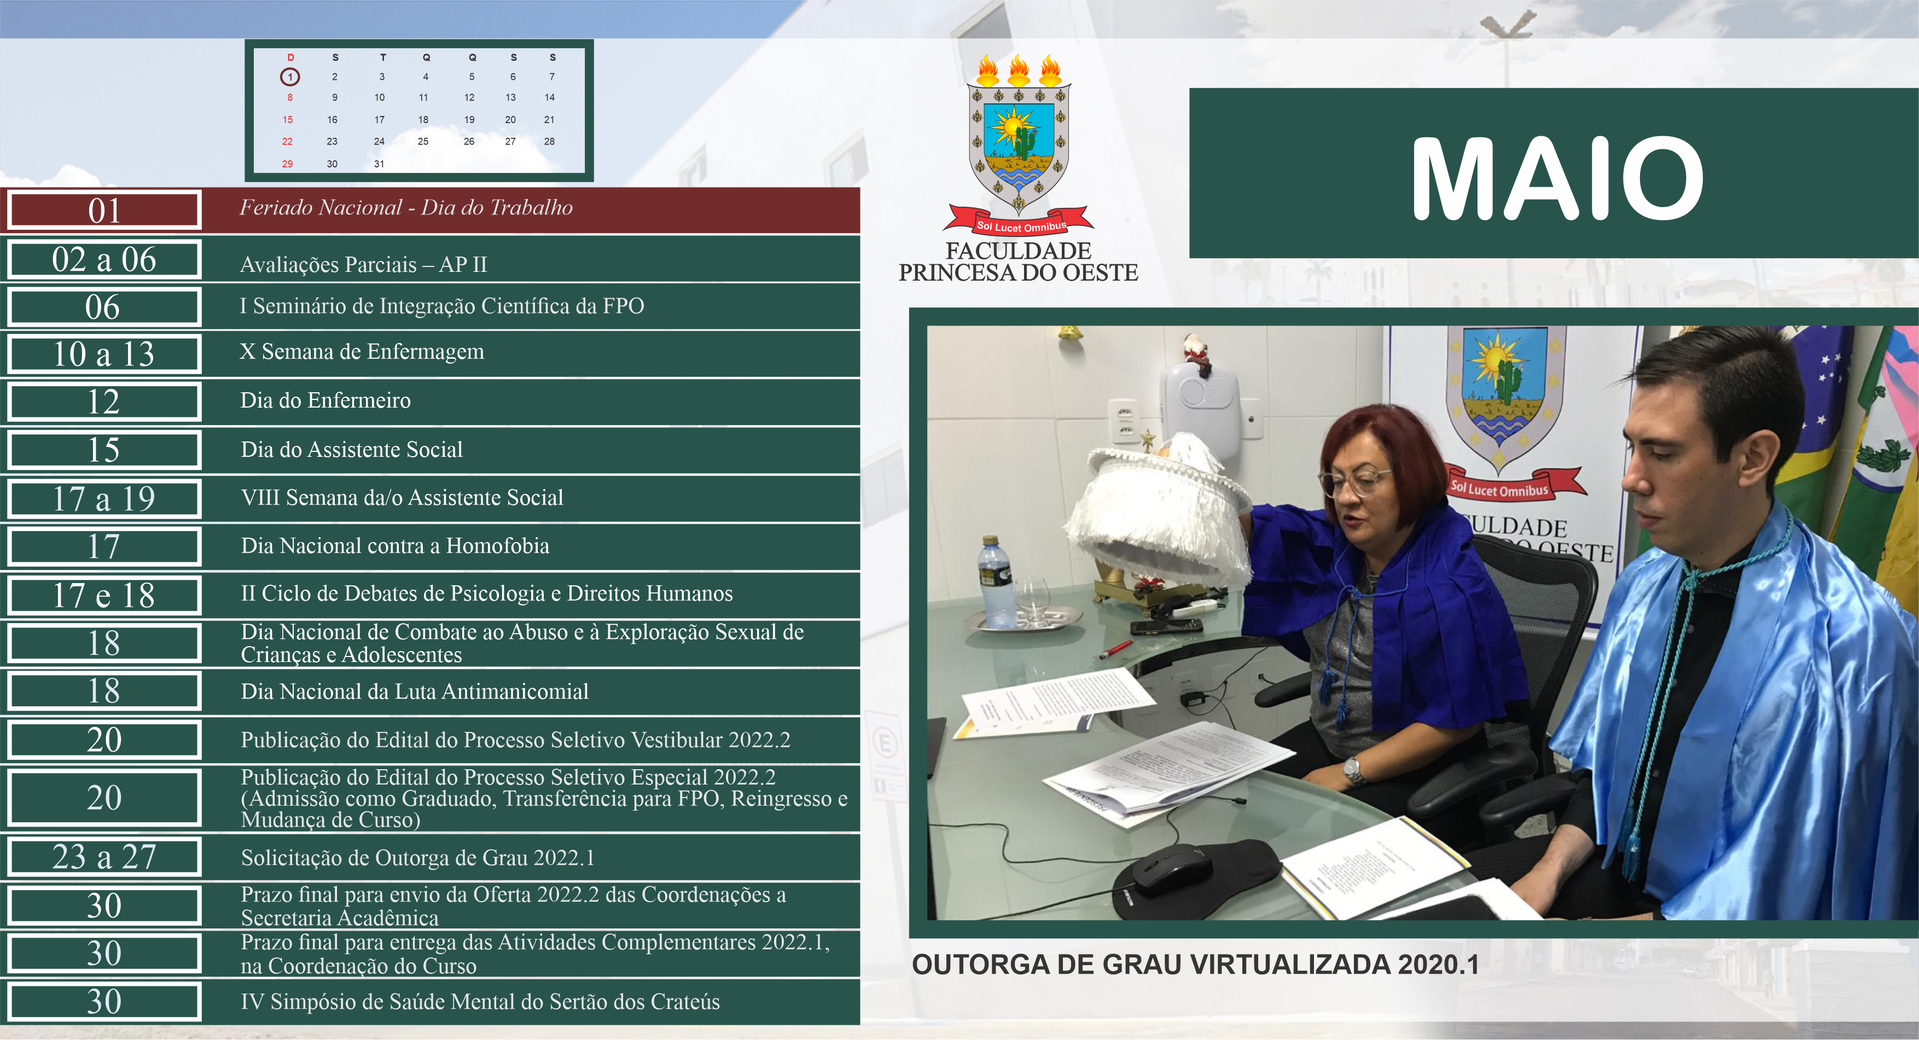 D S T Q Q S S
1 2 3 4 5 6 7
8 9 10 11 12 13 14
15 16 17 18 19 20 21
22 23 24 25 26 27 28
29 30 31
01 Feriado Nacional - Dia do Trabalho
02 a 06 Avaliações Parciais – AP II
06 I Seminário de Integração Científica da FPO
10 a 13 X Semana de Enfermagem
12 Dia do Enfermeiro
15 Dia do Assistente Social
17 a 19 VIII Semana da/o Assistente Social
17 Dia Nacional contra a Homofobia
17 e 18 II Ciclo de Debates de Psicologia e Direitos Humanos
18 Dia Nacional de Combate ao Abuso e à Exploração Sexual de
Crianças e Adolescentes
18 Dia Nacional da Luta Antimanicomial
20 Publicação do Edital do Processo Seletivo Vestibular 2022.2
20 Publicação do Edital do Processo Seletivo Especial 2022.2
(Admissão como Graduado, Transferência para FPO, Reingresso e
Mudança de Curso)
23 a 27 Solicitação de Outorga de Grau 2022.1
30 Prazo final para envio da Oferta 2022.2 das Coordenações a
Secretaria Acadêmica
30 Prazo final para entrega das Atividades Complementares 2022.1,
na Coordenação do Curso
30 IV Simpósio de Saúde Mental do Sertão dos Crateús
Sol Lucet Omnibus
FACULDADE
PRINCESA DO OESTE
MAIO
Sol Lucet Omnibus
CULDADE
DO OESTE
E
OUTORGA DE GRAU VIRTUALIZADA 2020.1